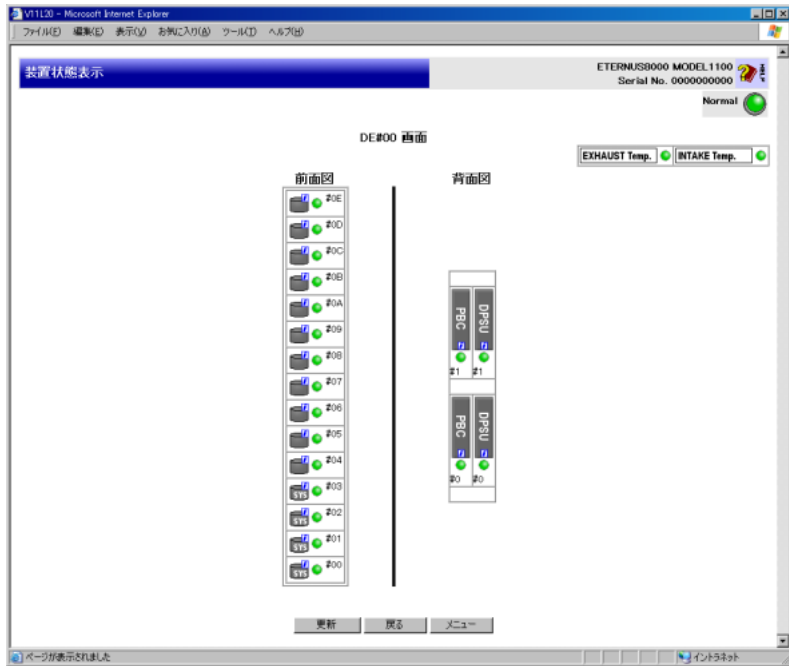 V11L20 - Microsoft Internet Explorer
ファイル(F) 編集(E) 表示(V) お気に入り(A) ツール(T) ヘルプ(H)
装置状態表示
ETERNUS8000 MODEL1100
Serial No. 0000000000
HELP
Normal
DE#00 画面
EXHAUST Temp. INTAKE Temp.
前面図
#0E
#0D
#0C
#0B
#0A
#09
#08
#07
#06
#05
#04
SYS #03
SYS #02
SYS #01
SYS #00
背面図
PBC DPSU
#1 #1
PBC DPSU
#0 #0
更新 戻る メニュー
ページが表示されました イントラネット